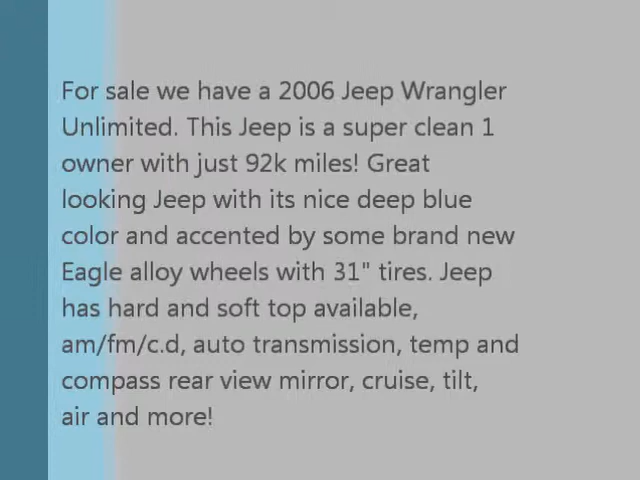 For sale we have a 2006 Jeep Wrangler
Unlimited. This Jeep is a super clean 1
owner with just 92k miles! Great
looking Jeep with its nice deep blue
color and accented by some brand new
Eagle alloy wheels with 31" tires. Jeep
has hard and soft top available,
am/fm/c.d, auto transmission, temp and
compass rear view mirror, cruise, tilt,
air and more!